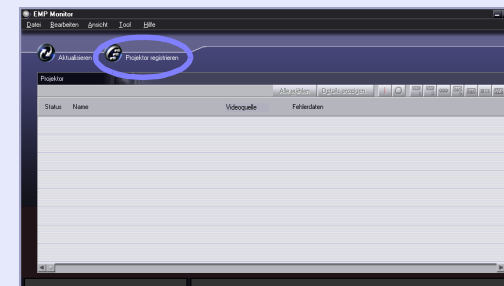 EMP Monitor
Datei Bearbeiten Ansicht Tool Hilfe
Aktualisieren Projektor registrieren
Projektor
Alle wählen Details anzeigen
Status Name Videoquelle Fehlerdaten